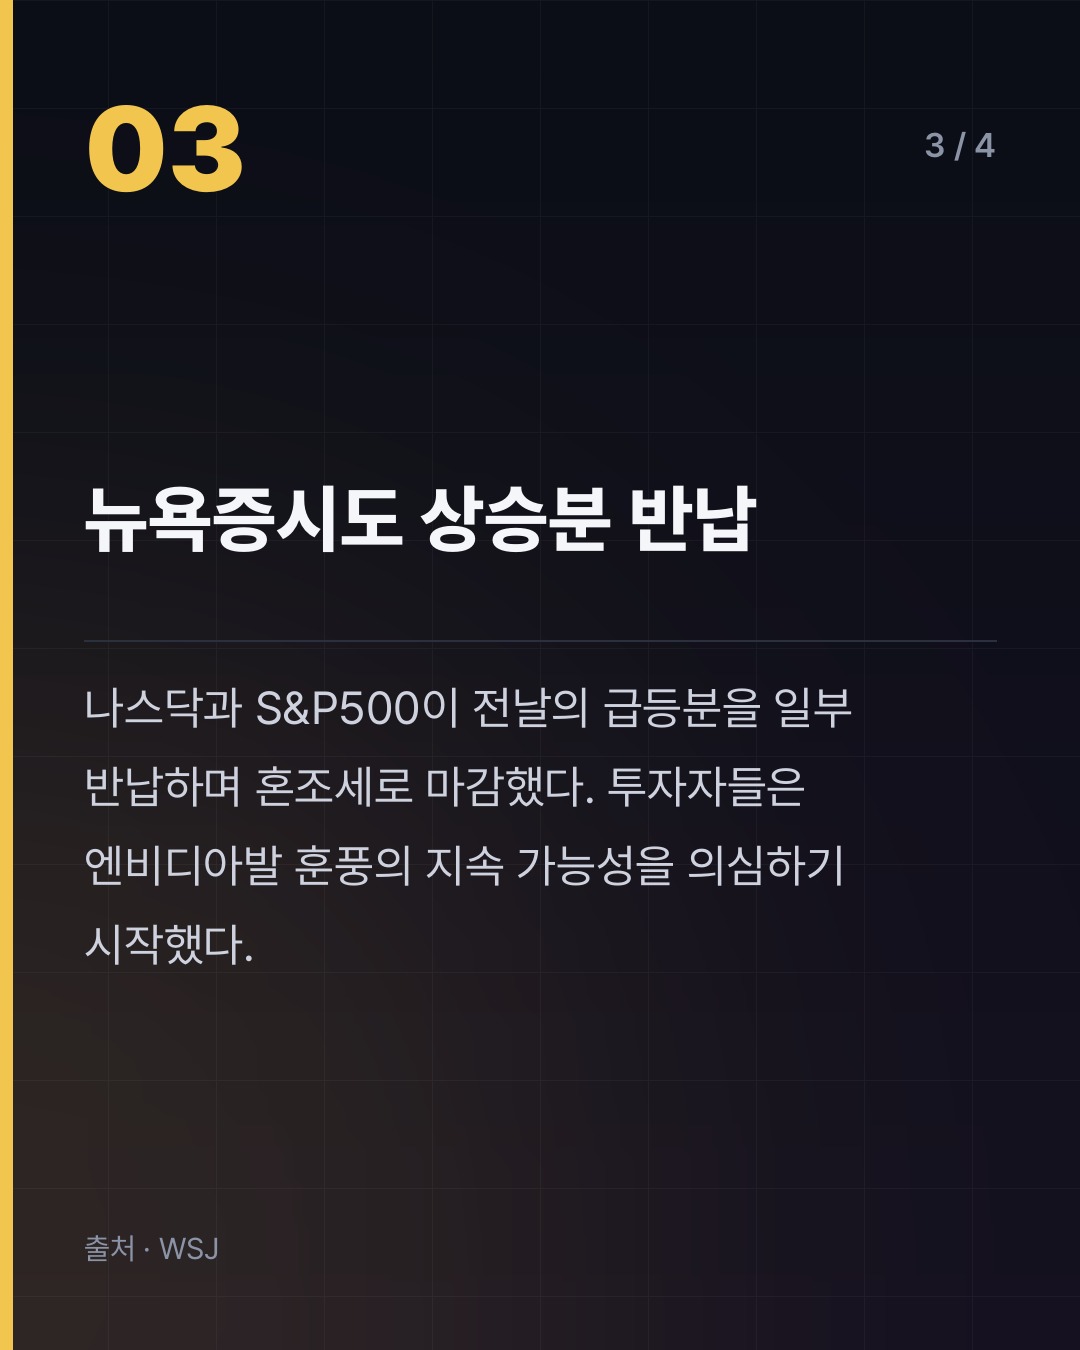 03
3 / 4
뉴욕증시도 상승분 반납
나스닥과 S&P500이 전날의 급등분을 일부
반납하며 혼조세로 마감했다. 투자자들은
엔비디아발 훈풍의 지속 가능성을 의심하기
시작했다.
출처 · WSJ